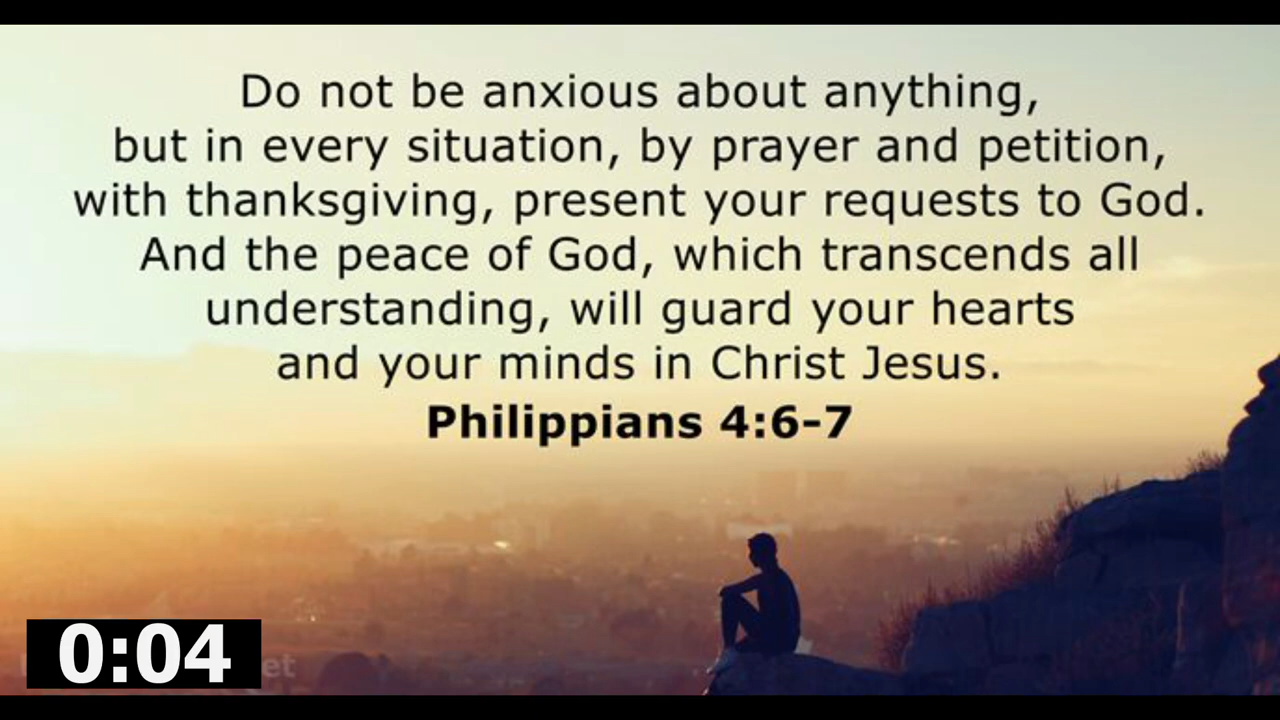 Do not be anxious about anything,
but in every situation, by prayer and petition,
with thanksgiving, present your requests to God.
And the peace of God, which transcends all
understanding, will guard your hearts
and your minds in Christ Jesus.
Philippians 4:6-7
0:04